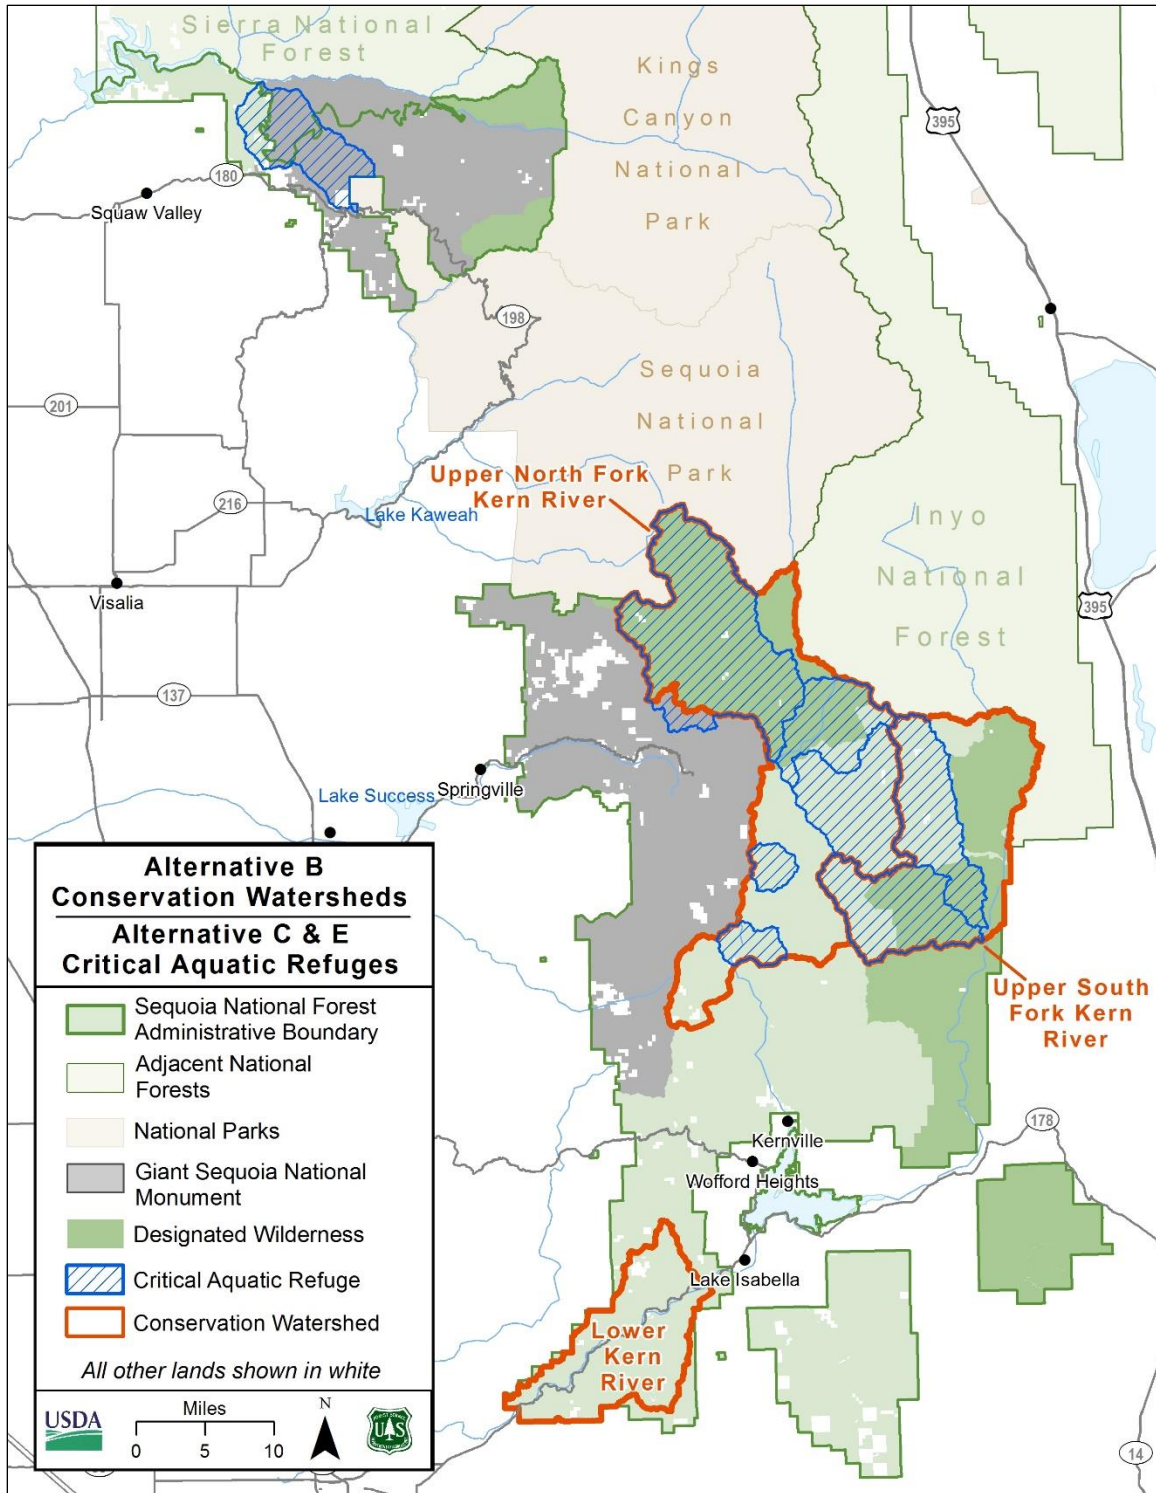 Sierra National
Forest
Kings
Canyon
National
Park
395
180
Squaw Valley
198
Sequoia
National
Park
201
Upper North Fork
Kern River
216
Lake Kaweah
Inyo
National
Forest
395
Visalia
137
Springville
Lake Success
Upper South
Fork Kern
River
178
Kernville
Wofford Heights
Lake Isabella
Lower
Kern
River
14
Alternative B
Conservation Watersheds
Alternative C & E
Critical Aquatic Refuges
Sequoia National Forest
Administrative Boundary
Adjacent National
Forests
National Parks
Giant Sequoia National
Monument
Designated Wilderness
Critical Aquatic Refuge
Conservation Watershed
All other lands shown in white
USDA
Miles
0 5 10
N
U S